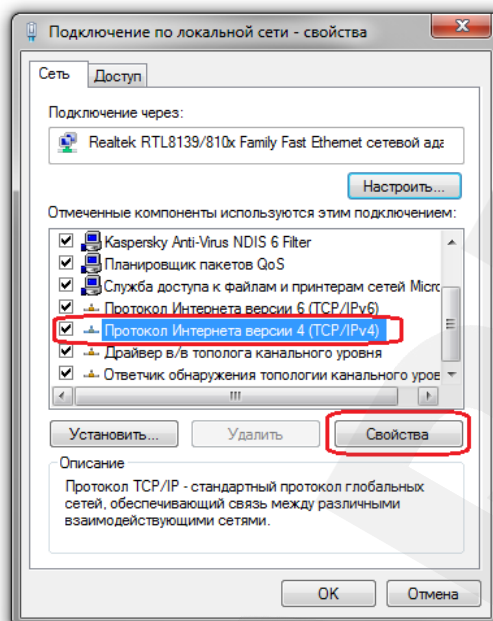 Подключение по локальной сети - свойства
Сеть
Доступ
Подключение через:
Realtek RTL8139/810x Family Fast Ethernet сетевой ада
Настроить...
Отмеченные компоненты используются этим подключением:
Kaspersky Anti-Virus NDIS 6 Filter
Планировщик пакетов QoS
Служба доступа к файлам и принтерам сетей Micro
Протокол Интернета версии 6 (TCP/IPv6)
Протокол Интернета версии 4 (TCP/IPv4)
Драйвер в/в тополога канального уровня
Ответчик обнаружения топологии канального уров
Установить...
Удалить
Свойства
Описание
Протокол TCP/IP - стандартный протокол глобальных
сетей, обеспечивающий связь между различными
взаимодействующими сетями.
OK
Отмена